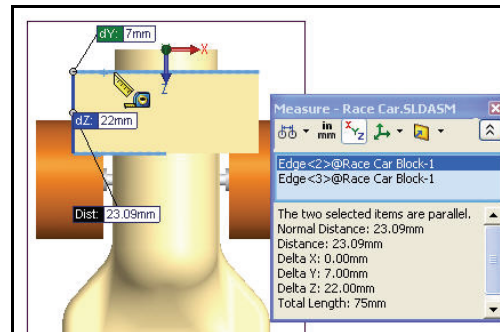 dY: 7mm
X
Z
dZ: 22mm
Dist: 23.09mm
Measure - Race Car.SLDASM
in
mm
XYZ
Edge<2>@Race Car Block-1
Edge<3>@Race Car Block-1
The two selected items are parallel.
Normal Distance: 23.09mm
Distance: 23.09mm
Delta X: 0.00mm
Delta Y: 7.00mm
Delta Z: 22.00mm
Total Length: 75mm